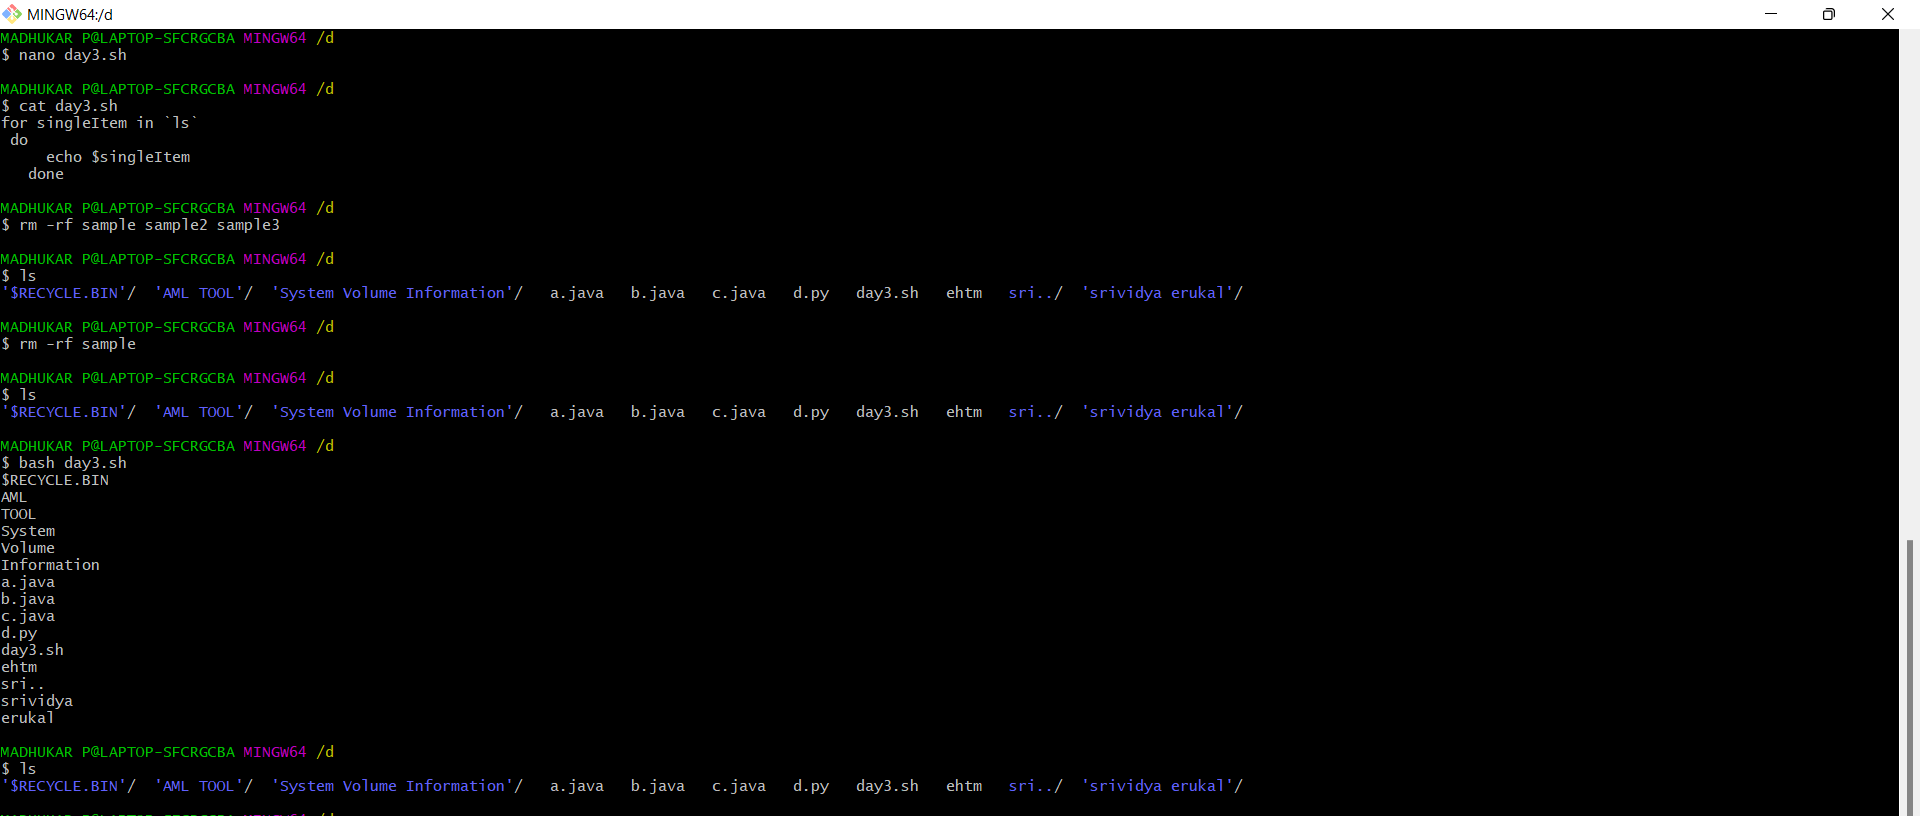 MINGW64:/d
MADHUKAR P@LAPTOP-SFCRGCBA MINGW64 /d
$ nano day3.sh
MADHUKAR P@LAPTOP-SFCRGCBA MINGW64 /d
$ cat day3.sh
for singleItem in `ls`
do
echo $singleItem
done
MADHUKAR P@LAPTOP-SFCRGCBA MINGW64 /d
$ rm -rf sample sample2 sample3
MADHUKAR P@LAPTOP-SFCRGCBA MINGW64 /d
$ ls
'$RECYCLE.BIN'/ 'AML TOOL'/ 'System Volume Information'/ a.java b.java c.java d.py day3.sh ehtm sri../ 'srividya erukal'/
MADHUKAR P@LAPTOP-SFCRGCBA MINGW64 /d
$ rm -rf sample
MADHUKAR P@LAPTOP-SFCRGCBA MINGW64 /d
$ ls
'$RECYCLE.BIN'/ 'AML TOOL'/ 'System Volume Information'/ a.java b.java c.java d.py day3.sh ehtm sri../ 'srividya erukal'/
MADHUKAR P@LAPTOP-SFCRGCBA MINGW64 /d
$ bash day3.sh
$RECYCLE.BIN
AML
TOOL
System
Volume
Information
a.java
b.java
c.java
d.py
day3.sh
ehtm
sri..
srividya
erukal
MADHUKAR P@LAPTOP-SFCRGCBA MINGW64 /d
$ ls
'$RECYCLE.BIN'/ 'AML TOOL'/ 'System Volume Information'/ a.java b.java c.java d.py day3.sh ehtm sri../ 'srividya erukal'/